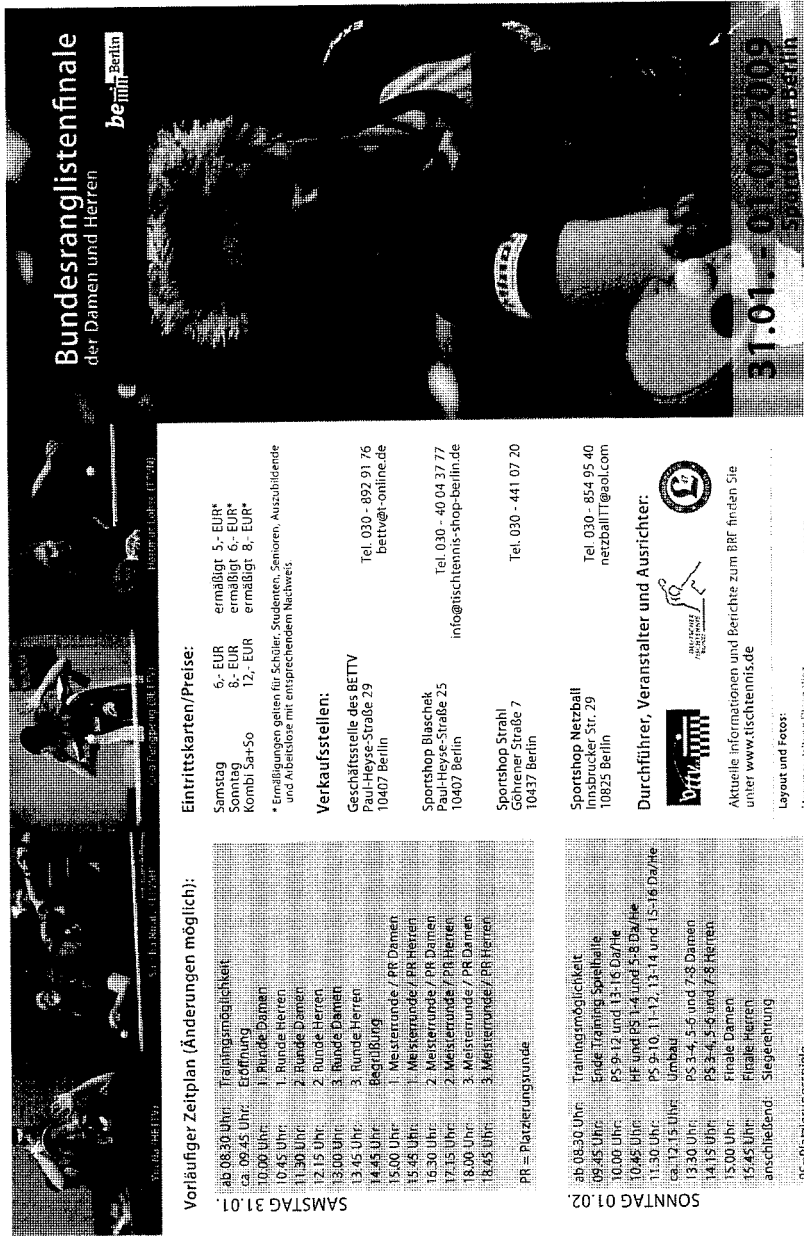 Bundesranglistenfinale
der Damen und Herren
be Berlin
31.01. - 01.02.2009
Sportforum Berlin
Vorläufiger Zeitplan (Änderungen möglich):
SAMSTAG 31.01.
ab 08.30 Uhr: Trainingsmöglichkeit
ca. 09.45 Uhr: Eröffnung
10.00 Uhr: 1. Runde Damen
10.45 Uhr: 1. Runde Herren
11.30 Uhr: 2. Runde Damen
12.15 Uhr: 2. Runde Herren
13.00 Uhr: 3. Runde Damen
13.45 Uhr: 3. Runde Herren
14.45 Uhr: Begrüßung
15.00 Uhr: 1. Meisterrunde / PR Damen
15.45 Uhr: 1. Meisterrunde / PR Herren
16.30 Uhr: 2. Meisterrunde / PR Damen
17.15 Uhr: 2. Meisterrunde / PR Herren
18.00 Uhr: 3. Meisterrunde / PR Damen
18.45 Uhr: 3. Meisterrunde / PR Herren
PR = Platzierungsrunde
SONNTAG 01.02.
ab 08.30 Uhr: Trainingsmöglichkeit
09.45 Uhr: Ende Training Spielhalle
10.00 Uhr: PS 9-12 und 13-16 Da/He
10.45 Uhr: HF und PS 1-4 und 5-8 Da/He
11.30 Uhr: PS 9-10, 11-12, 13-14 und 15-16 Da/He
ca. 12.15 Uhr: Umbau
13.30 Uhr: PS 3-4, 5-6 und 7-8 Damen
14.15 Uhr: PS 3-4, 5-6 und 7-8 Herren
15.00 Uhr: Finale Damen
15.45 Uhr: Finale Herren
anschließend: Siegerehrung
Eintrittskarten/Preise:
Samstag 6,- EUR ermäßigt 5,- EUR*
Sonntag 8,- EUR ermäßigt 6,- EUR*
Kombi Sa+So 12,- EUR ermäßigt 8,- EUR*
* Ermäßigungen gelten für Schüler, Studenten, Senioren, Auszubildende
und Arbeitslose mit entsprechendem Nachweis
Verkaufsstellen:
Geschäftsstelle des BETTV
Paul-Heyse-Straße 29 Tel. 030 - 892 91 76
10407 Berlin bettv@t-online.de
Sportshop Blaschek
Paul-Heyse-Straße 25 Tel. 030 - 40 04 37 77
10407 Berlin info@tischtennis-shop-berlin.de
Sportshop Strahl
Göhrener Straße 7 Tel. 030 - 441 07 20
10437 Berlin
Sportshop Netzball
Innsbrucker Str. 29 Tel. 030 - 854 95 40
10825 Berlin netzballTT@aol.com
Durchführer, Veranstalter und Ausrichter:
bettv
DEUTSCHER
TISCHTENNIS
BUND
Aktuelle Informationen und Berichte zum BRF finden Sie
unter www.tischtennis.de
Layout und Fotos: